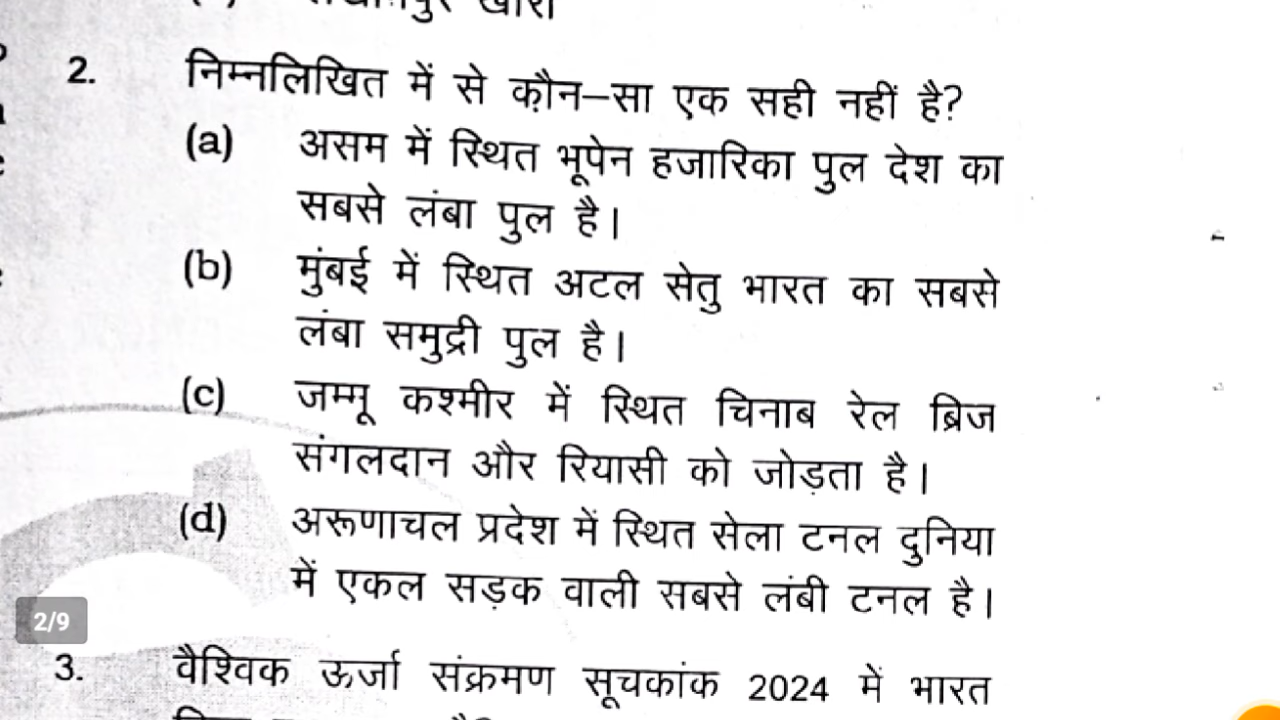 2. निम्नलिखित में से कौन–सा एक सही नहीं है?
(a) असम में स्थित भूपेन हजारिका पुल देश का
सबसे लंबा पुल है।
(b) मुंबई में स्थित अटल सेतु भारत का सबसे
लंबा समुद्री पुल है।
(c) जम्मू कश्मीर में स्थित चिनाब रेल ब्रिज
संगलदान और रियासी को जोड़ता है।
(d) अरूणाचल प्रदेश में स्थित सेला टनल दुनिया
में एकल सड़क वाली सबसे लंबी टनल है।
2/9
3. वैश्विक ऊर्जा संक्रमण सूचकांक 2024 में भारत